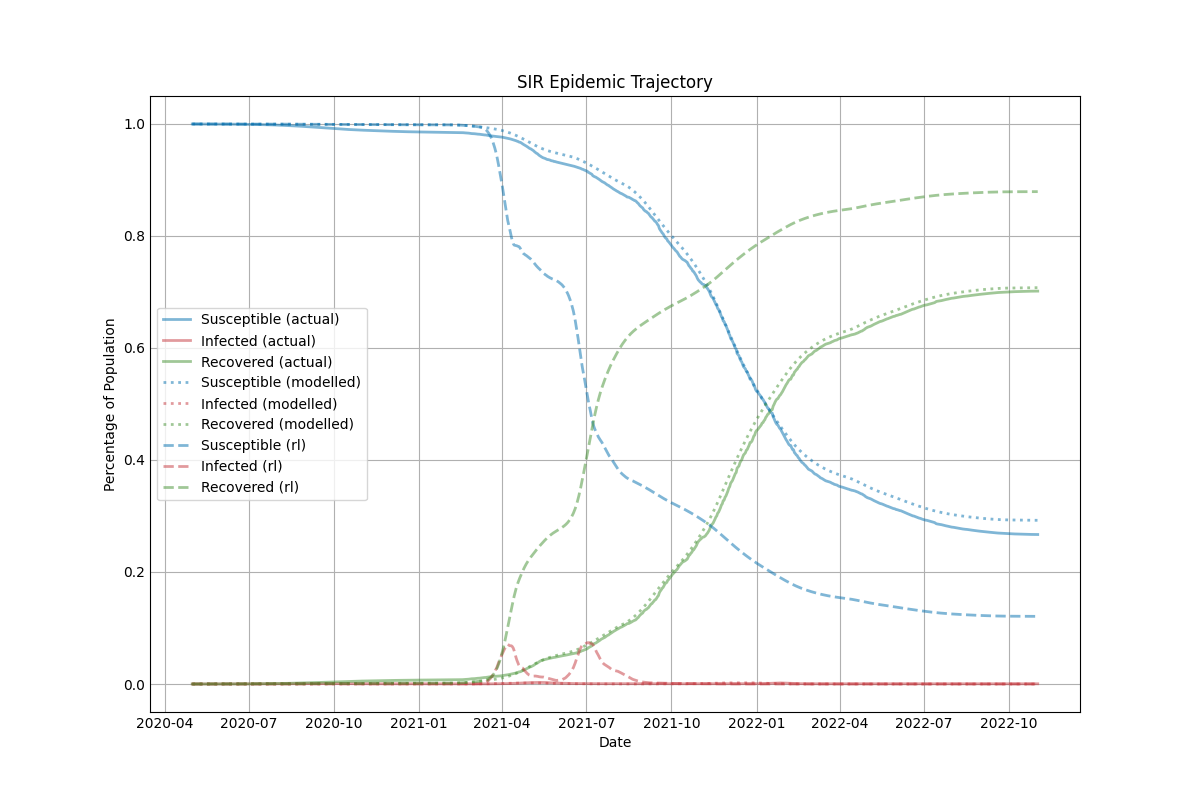 SIR Epidemic Trajectory
Percentage of Population
1.0
0.8
0.6
0.4
0.2
0.0
Susceptible (actual)
Infected (actual)
Recovered (actual)
Susceptible (modelled)
Infected (modelled)
Recovered (modelled)
Susceptible (rl)
Infected (rl)
Recovered (rl)
2020-04 2020-07 2020-10 2021-01 2021-04 2021-07 2021-10 2022-01 2022-04 2022-07 2022-10
Date